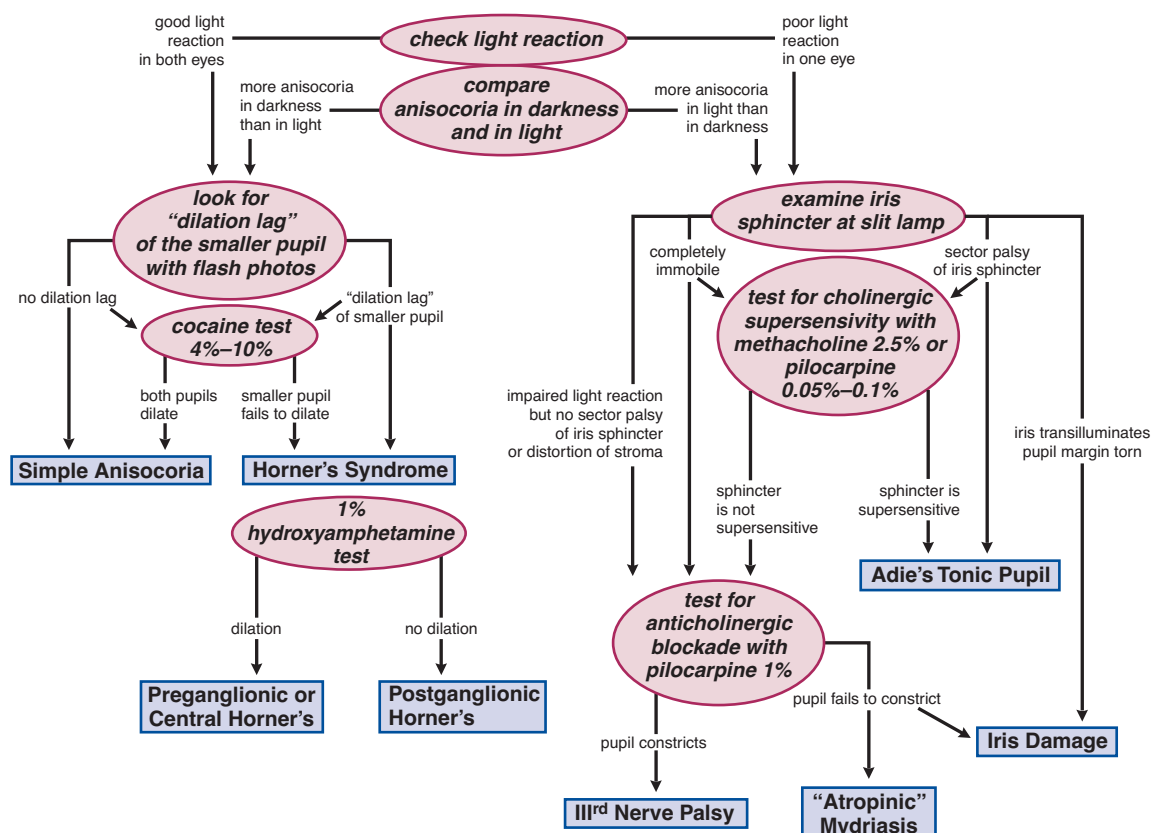 good light
reaction
in both eyes
check light reaction
poor light
reaction
in one eye
more anisocoria
in darkness
than in light
compare
anisocoria in darkness
and in light
more anisocoria
in light than
in darkness
look for
“dilation lag”
of the smaller pupil
with flash photos
examine iris
sphincter at slit lamp
no dilation lag
“dilation lag”
of smaller pupil
cocaine test
4%–10%
completely
immobile
sector palsy
of iris sphincter
test for cholinergic
supersensivity with
methacholine 2.5% or
pilocarpine
0.05%–0.1%
both pupils
dilate
smaller pupil
fails to dilate
impaired light reaction
but no sector palsy
of iris sphincter
or distortion of stroma
iris transilluminates
pupil margin torn
Simple Anisocoria
Horner’s Syndrome
sphincter
is not
supersensitive
sphincter is
supersensitive
1%
hydroxyamphetamine
test
Adie’s Tonic Pupil
dilation
no dilation
test for
anticholinergic
blockade with
pilocarpine 1%
Preganglionic or
Central Horner’s
Postganglionic
Horner’s
pupil fails to constrict
pupil constricts
Iris Damage
IIIrd Nerve Palsy
“Atropinic”
Mydriasis